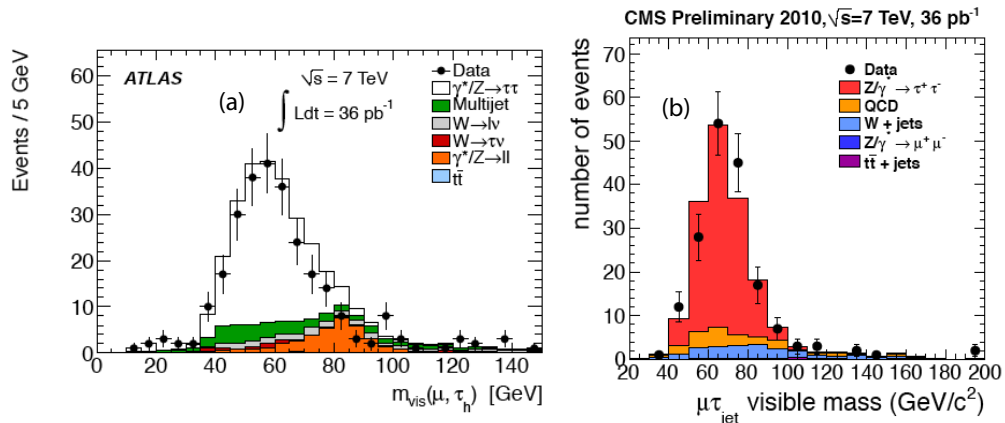 ATLAS
(a)
√s = 7 TeV
∫ Ldt = 36 pb⁻¹
Data
γ*/Z→ττ
Multijet
W→lν
W→τν
γ*/Z→ll
tt̄
Events / 5 GeV
60
50
40
30
20
10
0
0 20 40 60 80 100 120 140
m_vis(μ, τ_h) [GeV]
CMS Preliminary 2010,√s=7 TeV, 36 pb⁻¹
(b)
Data
Z/γ* → τ⁺ τ⁻
QCD
W + jets
Z/γ* → μ⁺ μ⁻
tt̄ + jets
number of events
70
60
50
40
30
20
10
0
20 40 60 80 100 120 140 160 180 200
μτ_jet visible mass (GeV/c²)